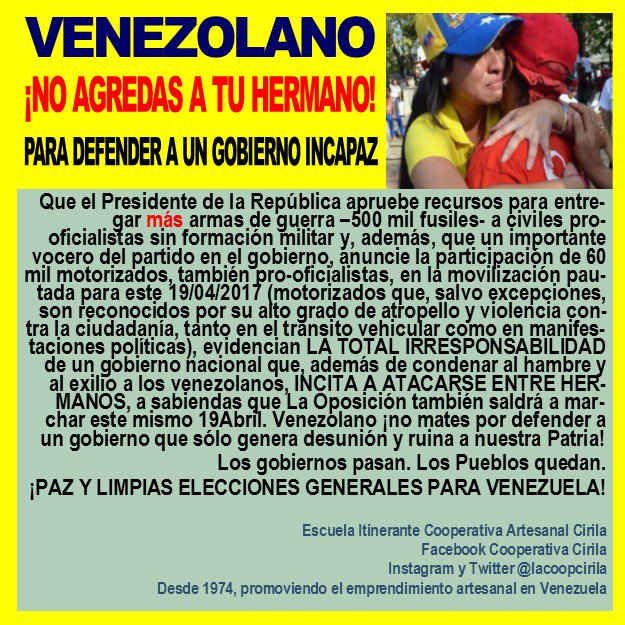 VENEZOLANO
¡NO AGREDAS A TU HERMANO!
PARA DEFENDER A UN GOBIERNO INCAPAZ
Que el Presidente de la República apruebe recursos para entre-
gar más armas de guerra –500 mil fusiles- a civiles pro-
oficialistas sin formación militar y, además, que un importante
vocero del partido en el gobierno, anuncie la participación de 60
mil motorizados, también pro-oficialistas, en la movilización pau-
tada para este 19/04/2017 (motorizados que, salvo excepciones,
son reconocidos por su alto grado de atropello y violencia con-
tra la ciudadanía, tanto en el tránsito vehicular como en manifes-
taciones políticas), evidencian LA TOTAL IRRESPONSABILIDAD
de un gobierno nacional que, además de condenar al hambre y
al exilio a los venezolanos, INCITA A ATACARSE ENTRE HER-
MANOS, a sabiendas que La Oposición también saldrá a mar-
char este mismo 19Abril. Venezolano ¡no mates por defender a
un gobierno que sólo genera desunión y ruina a nuestra Patria!
Los gobiernos pasan. Los Pueblos quedan.
¡PAZ Y LIMPIAS ELECCIONES GENERALES PARA VENEZUELA!
Escuela Itinerante Cooperativa Artesanal Cirila
Facebook Cooperativa Cirila
Instagram y Twitter @lacoopcirila
Desde 1974, promoviendo el emprendimiento artesanal en Venezuela